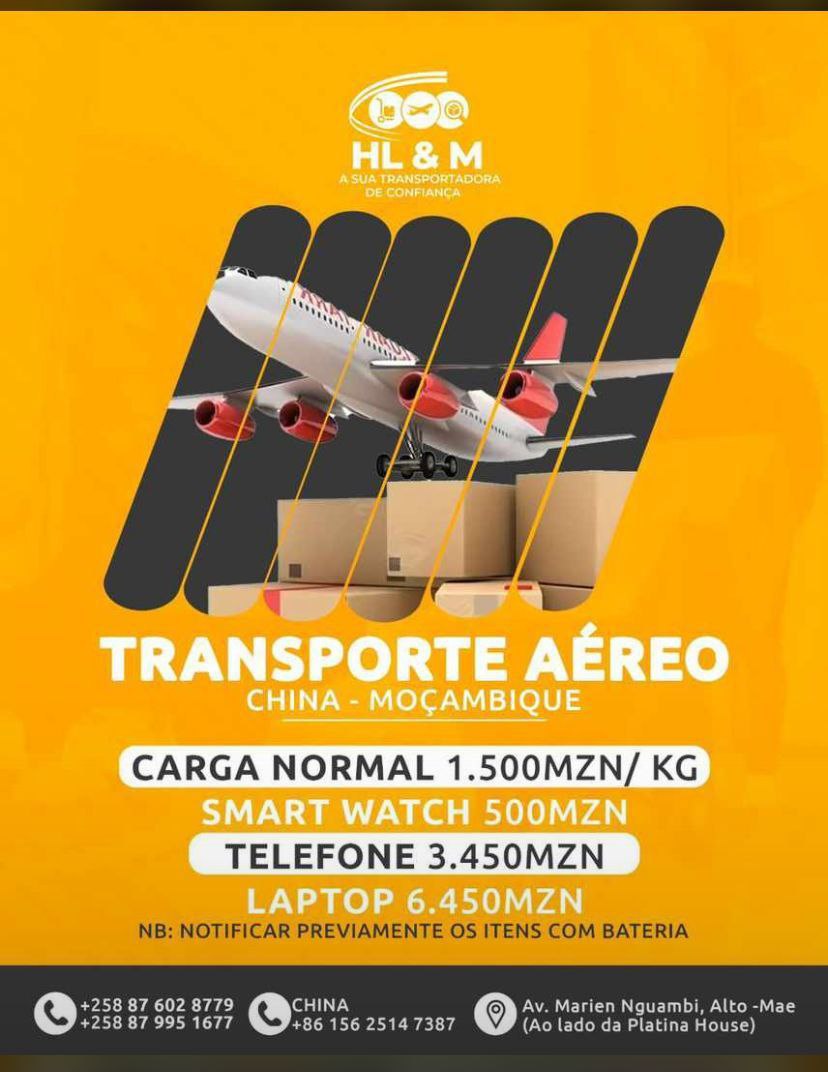 HL & M
A SUA TRANSPORTADORA
DE CONFIANÇA
TRANSPORTE AÉREO
CHINA - MOÇAMBIQUE
CARGA NORMAL 1.500MZN/ KG
SMART WATCH 500MZN
TELEFONE 3.450MZN
LAPTOP 6.450MZN
NB: NOTIFICAR PREVIAMENTE OS ITENS COM BATERIA
+258 87 602 8779
+258 87 995 1677
CHINA
+86 156 2514 7387
Av. Marien Nguambi, Alto -Mae
(Ao lado da Platina House)